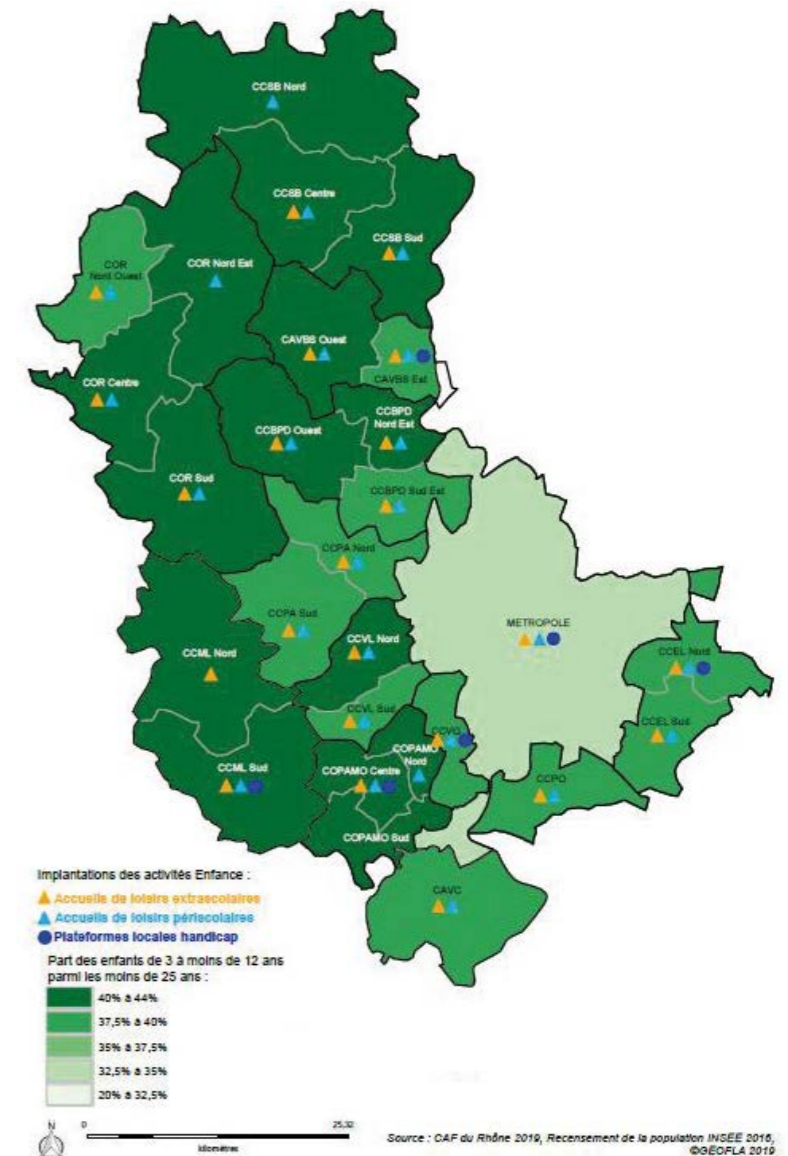 CCSB Nord
CCSB Centre
CCSB Sud
COR
Nord Ouest
COR Nord Est
CAVBS Ouest
CAVBS Est
COR Centre
CCBPD
Nord Est
CCBPD Ouest
COR Sud
CCBPD Sud Est
CCPA Nord
CCPA Sud
METROPOLE
CCVL Nord
CCML Nord
CCEL Nord
CCVL Sud
CCEL Sud
CCVG
COPAMO
Nord
CCML Sud
COPAMO Centre
CCPO
COPAMO Sud
CAVC
Implantations des activités Enfance :
Accueils de loisirs extrascolaires
Accueils de loisirs périscolaires
Plateformes locales handicap
Part des enfants de 3 à moins de 12 ans
parmi les moins de 25 ans :
40% à 44%
37,5% à 40%
35% à 37,5%
32,5% à 35%
20% à 32,5%
N
0 25,32
kilomètres
Source : CAF du Rhône 2019, Recensement de la population INSEE 2016,
©GÉOFLA 2019